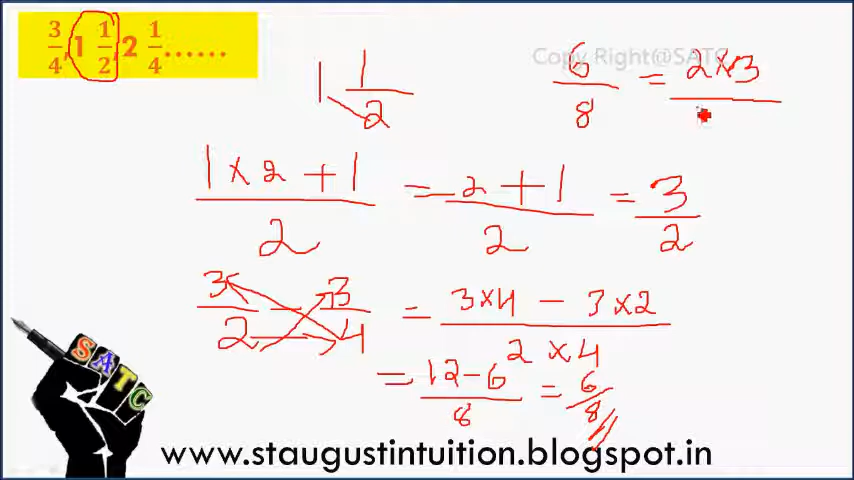 3/4, 1 1/2, 2 1/4......
Copy Right@SATC
1 1/2
6/8 = 2×3/
1 × 2 + 1 / 2 = 2 + 1 / 2 = 3/2
3/2 - 3/4 = 3×4 - 3×2 / 2 × 4
= 12 - 6 / 8 = 6/8 //
SATC
www.staugustintuition.blogspot.in